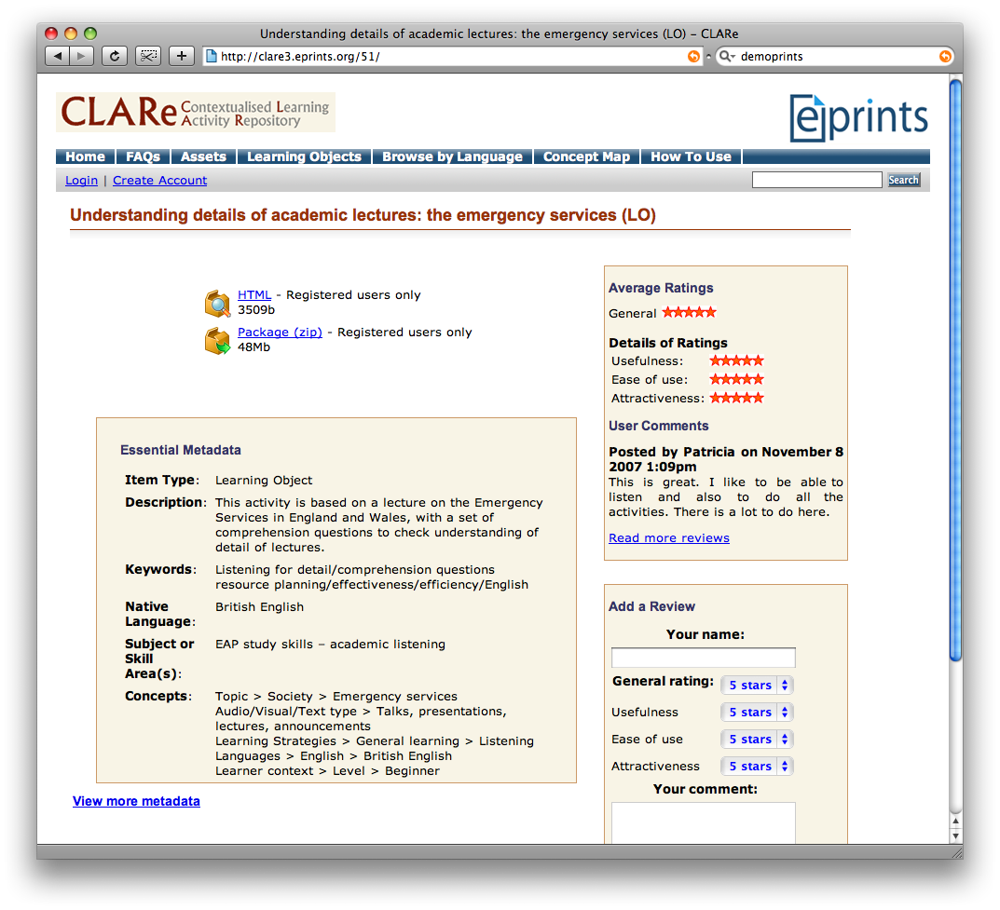 Understanding details of academic lectures: the emergency services (LO) – CLARe
http://clare3.eprints.org/51/
demoprints
CLARe Contextualised Learning
Activity Repository
eprints
Home FAQs Assets Learning Objects Browse by Language Concept Map How To Use
Login | Create Account
Search
Understanding details of academic lectures: the emergency services (LO)
HTML - Registered users only
3509b
Package (zip) - Registered users only
48Mb
Essential Metadata
Item Type: Learning Object
Description: This activity is based on a lecture on the Emergency
Services in England and Wales, with a set of
comprehension questions to check understanding of
detail of lectures.
Keywords: Listening for detail/comprehension questions
resource planning/effectiveness/efficiency/English
Native British English
Language:
Subject or EAP study skills – academic listening
Skill
Area(s):
Concepts: Topic > Society > Emergency services
Audio/Visual/Text type > Talks, presentations,
lectures, announcements
Learning Strategies > General learning > Listening
Languages > English > British English
Learner context > Level > Beginner
View more metadata
Average Ratings
General
Details of Ratings
Usefulness:
Ease of use:
Attractiveness:
User Comments
Posted by Patricia on November 8
2007 1:09pm
This is great. I like to be able to
listen and also to do all the
activities. There is a lot to do here.
Read more reviews
Add a Review
Your name:
General rating: 5 stars
Usefulness 5 stars
Ease of use 5 stars
Attractiveness 5 stars
Your comment: